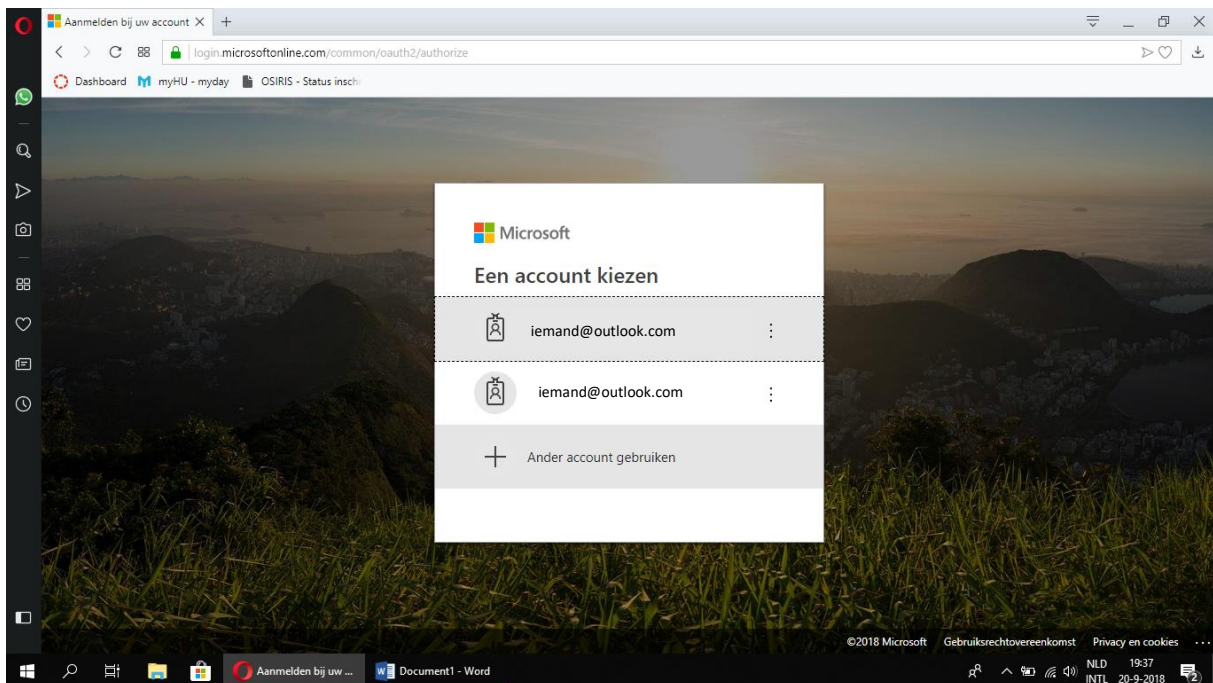 Aanmelden bij uw account
login.microsoftonline.com/common/oauth2/authorize
Dashboard myHU - myday OSIRIS - Status insch
Microsoft
Een account kiezen
iemand@outlook.com
iemand@outlook.com
Ander account gebruiken
©2018 Microsoft Gebruiksrechtovereenkomst Privacy en cookies ...
Aanmelden bij uw ... Document1 - Word NLD 19:37
INTL 20-9-2018 2